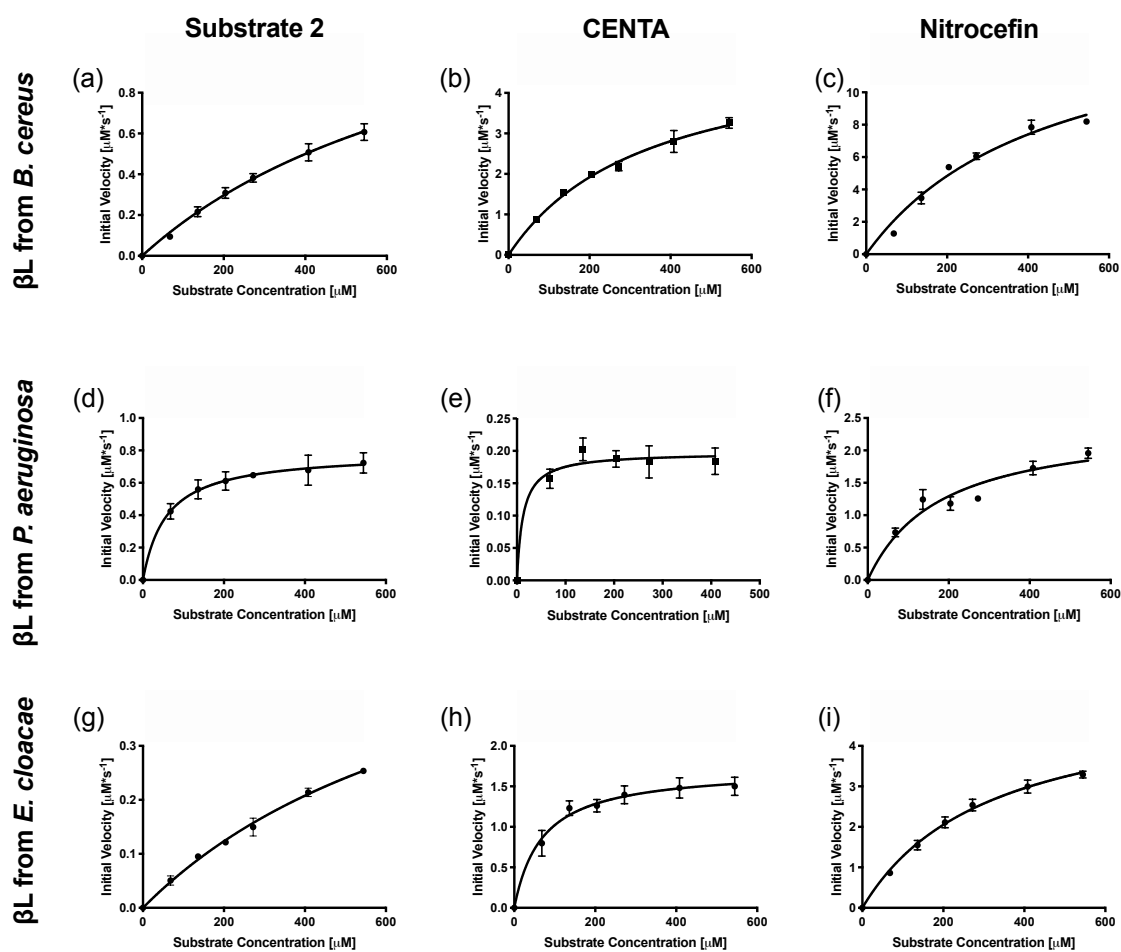 Substrate 2 CENTA Nitrocefin
βL from B. cereus
(a)
Initial Velocity [μM*s-1]
0.8
0.6
0.4
0.2
0.0
0 200 400 600
Substrate Concentration [μM]
(b)
Initial Velocity [μM*s-1]
4
3
2
1
0
0 200 400 600
Substrate Concentration [μM]
(c)
Initial Velocity [μM*s-1]
10
8
6
4
2
0
0 200 400 600
Substrate Concentration [μM]
βL from P. aeruginosa
(d)
Initial Velocity [μM*s-1]
1.0
0.8
0.6
0.4
0.2
0.0
0 200 400 600
Substrate Concentration [μM]
(e)
Initial Velocity [μM*s-1]
0.25
0.20
0.15
0.10
0.05
0.00
0 100 200 300 400 500
Substrate Concentration [μM]
(f)
Initial Velocity [μM*s-1]
2.5
2.0
1.5
1.0
0.5
0.0
0 200 400 600
Substrate Concentration [μM]
βL from E. cloacae
(g)
Initial Velocity [μM*s-1]
0.3
0.2
0.1
0.0
0 200 400 600
Substrate Concentration [μM]
(h)
Initial Velocity [μM*s-1]
2.0
1.5
1.0
0.5
0.0
0 200 400 600
Substrate Concentration [μM]
(i)
Initial Velocity [μM*s-1]
4
3
2
1
0
0 200 400 600
Substrate Concentration [μM]